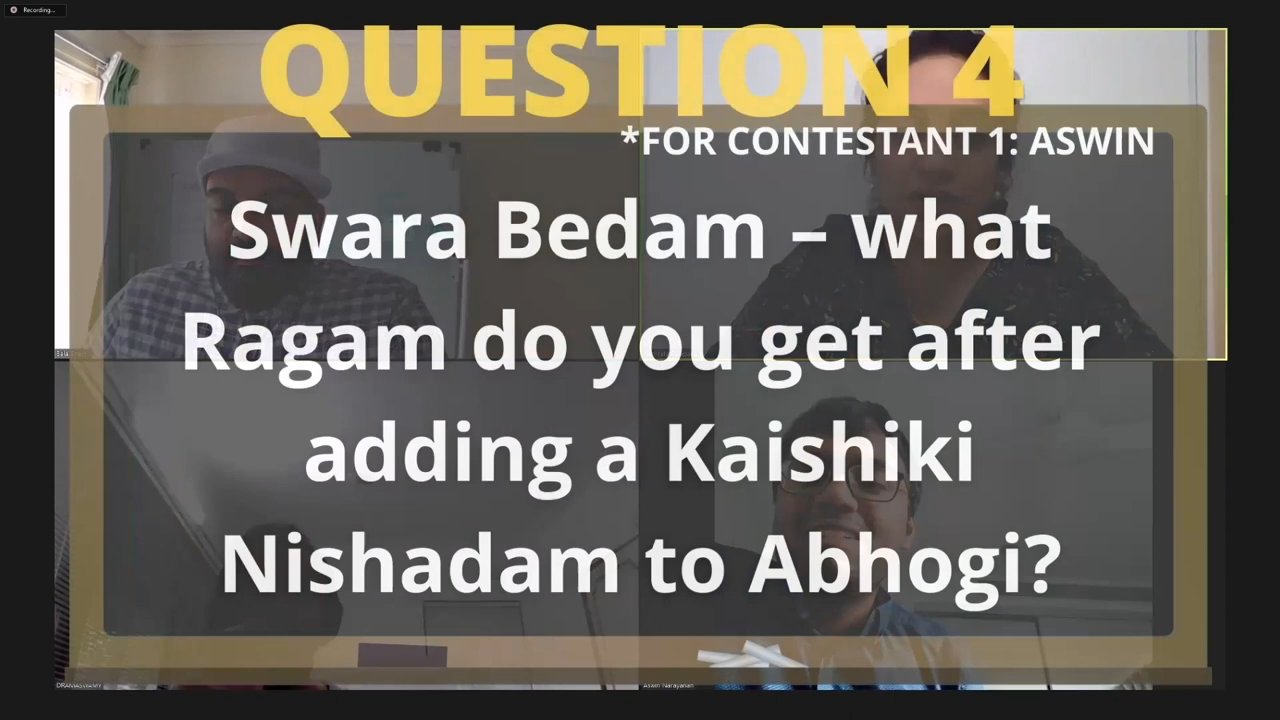 Recording...
QUESTION 4
*FOR CONTESTANT 1: ASWIN
Swara Bedam – what
Ragam do you get after
adding a Kaishiki
Nishadam to Abhogi?
Aswin Narayanan